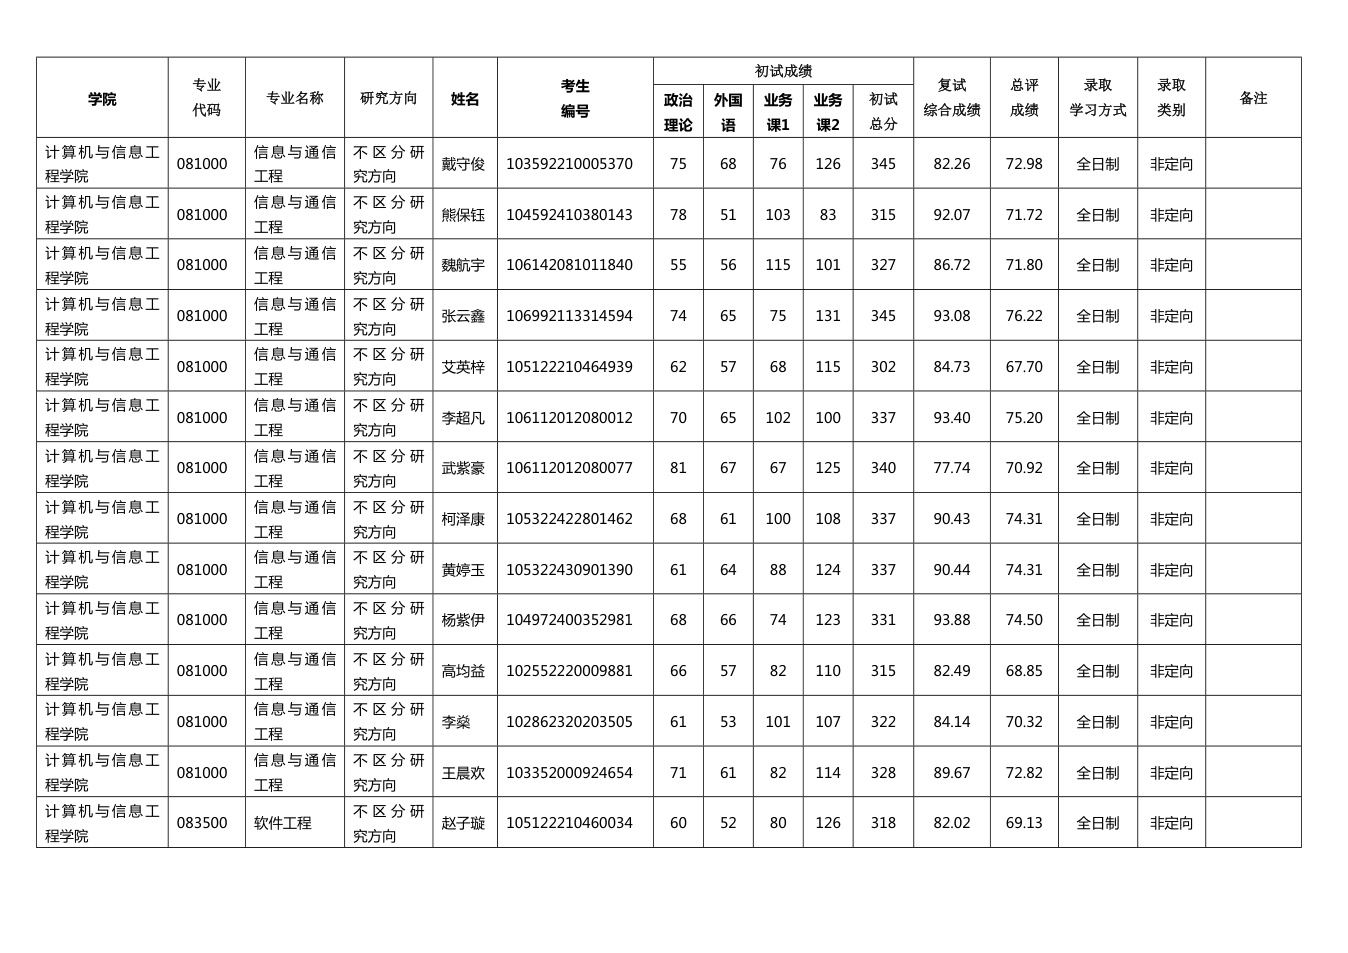 学院 专业代码 专业名称 研究方向 姓名 考生编号 初试成绩 政治理论 外国语 业务课1 业务课2 初试总分 复试综合成绩 总评成绩 录取学习方式 录取类别 备注
计算机与信息工程学院 081000 信息与通信工程 不区分研究方向 戴守俊 103592210005370 75 68 76 126 345 82.26 72.98 全日制 非定向
计算机与信息工程学院 081000 信息与通信工程 不区分研究方向 熊保钰 104592410380143 78 51 103 83 315 92.07 71.72 全日制 非定向
计算机与信息工程学院 081000 信息与通信工程 不区分研究方向 魏航宇 106142081011840 55 56 115 101 327 86.72 71.80 全日制 非定向
计算机与信息工程学院 081000 信息与通信工程 不区分研究方向 张云鑫 106992113314594 74 65 75 131 345 93.08 76.22 全日制 非定向
计算机与信息工程学院 081000 信息与通信工程 不区分研究方向 艾英梓 105122210464939 62 57 68 115 302 84.73 67.70 全日制 非定向
计算机与信息工程学院 081000 信息与通信工程 不区分研究方向 李超凡 106112012080012 70 65 102 100 337 93.40 75.20 全日制 非定向
计算机与信息工程学院 081000 信息与通信工程 不区分研究方向 武紫豪 106112012080077 81 67 67 125 340 77.74 70.92 全日制 非定向
计算机与信息工程学院 081000 信息与通信工程 不区分研究方向 柯泽康 105322422801462 68 61 100 108 337 90.43 74.31 全日制 非定向
计算机与信息工程学院 081000 信息与通信工程 不区分研究方向 黄婷玉 105322430901390 61 64 88 124 337 90.44 74.31 全日制 非定向
计算机与信息工程学院 081000 信息与通信工程 不区分研究方向 杨紫伊 104972400352981 68 66 74 123 331 93.88 74.50 全日制 非定向
计算机与信息工程学院 081000 信息与通信工程 不区分研究方向 高均益 102552220009881 66 57 82 110 315 82.49 68.85 全日制 非定向
计算机与信息工程学院 081000 信息与通信工程 不区分研究方向 李燊 102862320203505 61 53 101 107 322 84.14 70.32 全日制 非定向
计算机与信息工程学院 081000 信息与通信工程 不区分研究方向 王晨欢 103352000924654 71 61 82 114 328 89.67 72.82 全日制 非定向
计算机与信息工程学院 083500 软件工程 不区分研究方向 赵子璇 105122210460034 60 52 80 126 318 82.02 69.13 全日制 非定向